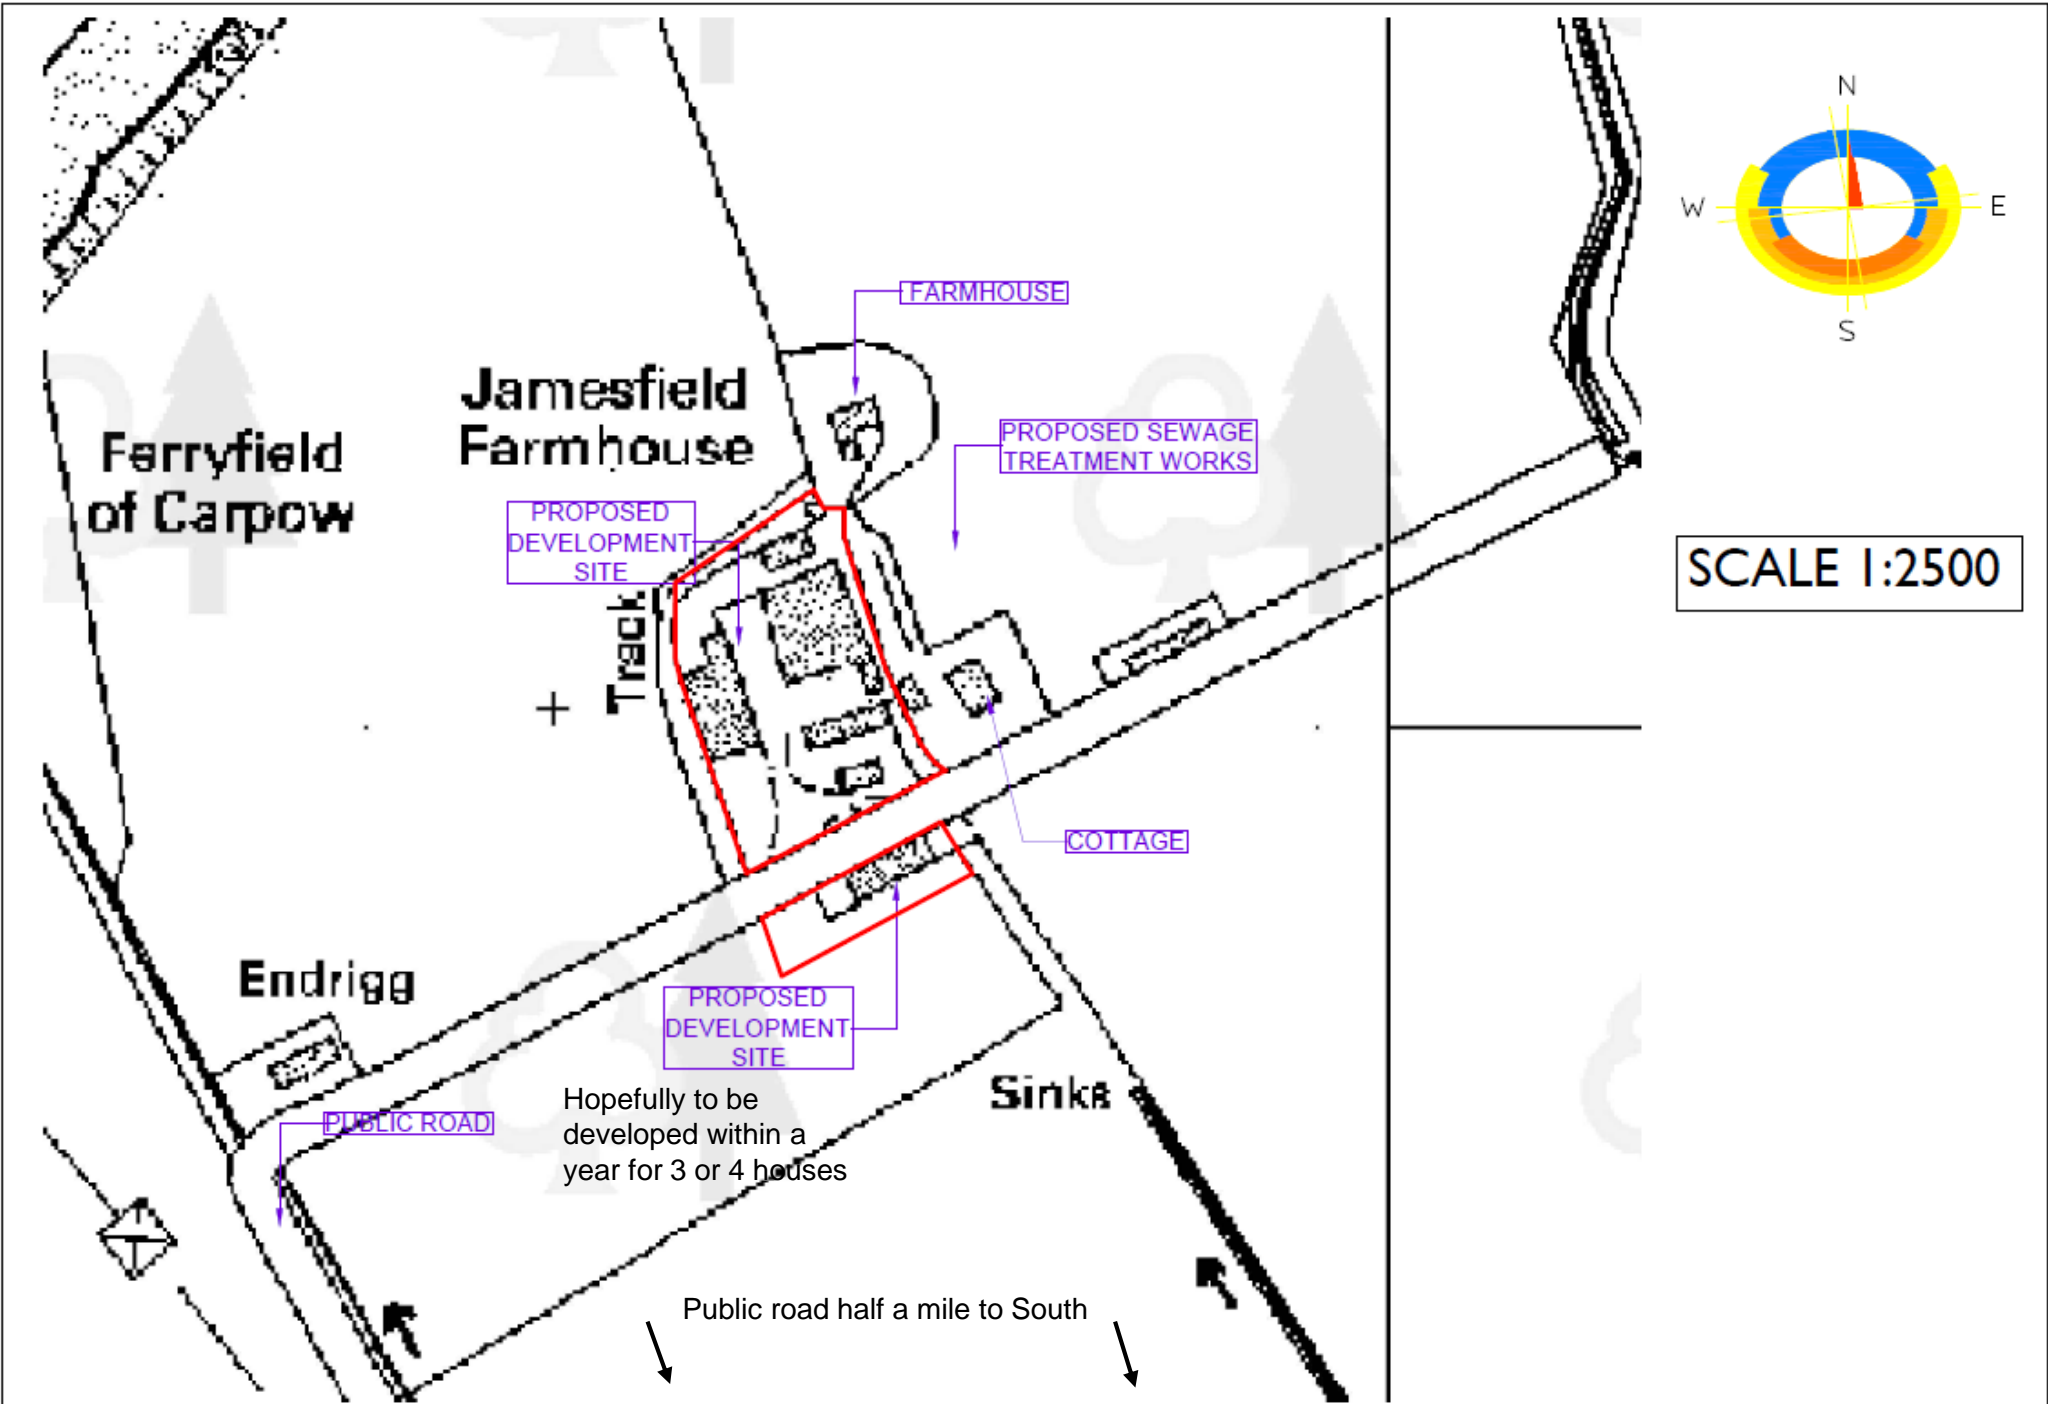 N
W
E
S
FARMHOUSE
Jamesfield
Farmhouse
PROPOSED SEWAGE
TREATMENT WORKS
Ferryfield
of Carpow
PROPOSED
DEVELOPMENT
SITE
SCALE 1:2500
Track
COTTAGE
Endrigg
PROPOSED
DEVELOPMENT
SITE
Sinks
Hopefully to be
developed within a
year for 3 or 4 houses
PUBLIC ROAD
Public road half a mile to South